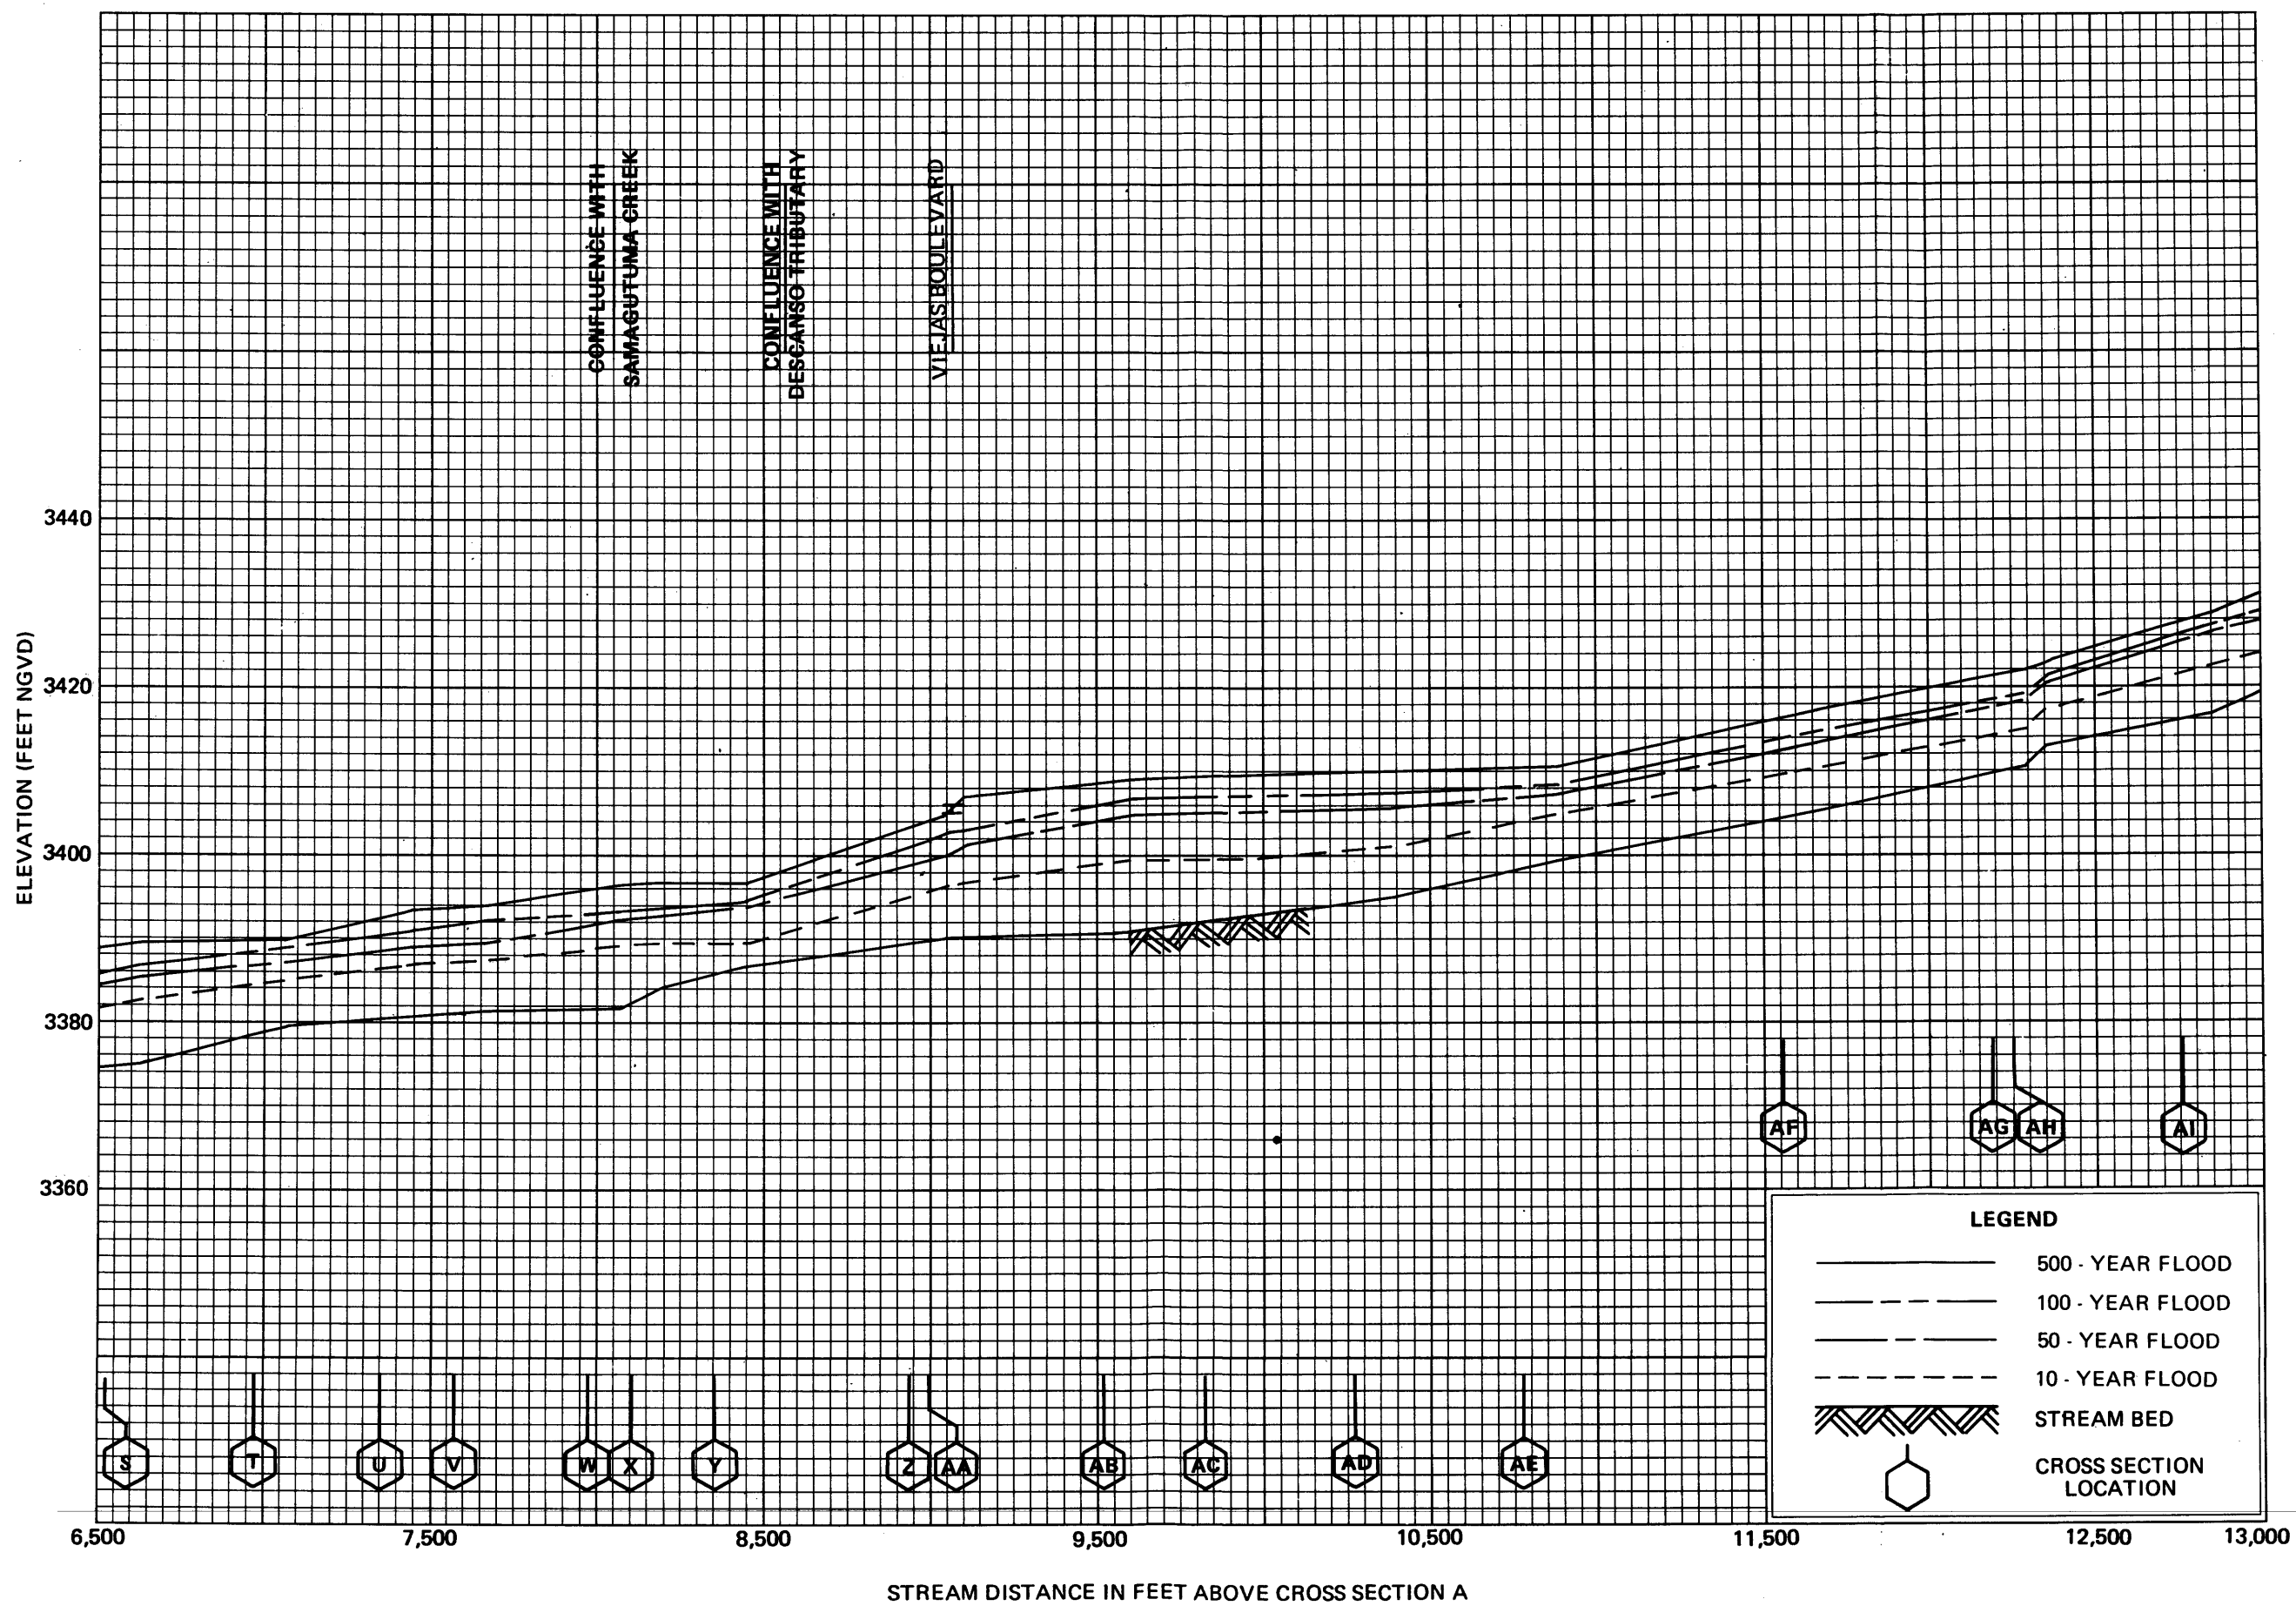 CONFLUENCE WITH
SAMAGUTUMA CREEK
CONFLUENCE WITH
DESCANSO TRIBUTARY
VIEJAS BOULEVARD
ELEVATION (FEET NGVD)
3440
3420
3400
3380
3360
AF
AG
AH
AI
S
T
U
V
W
X
Y
Z
AA
AB
AC
AD
AE
LEGEND
500 - YEAR FLOOD
100 - YEAR FLOOD
50 - YEAR FLOOD
10 - YEAR FLOOD
STREAM BED
CROSS SECTION
LOCATION
6,500
7,500
8,500
9,500
10,500
11,500
12,500
13,000
STREAM DISTANCE IN FEET ABOVE CROSS SECTION A